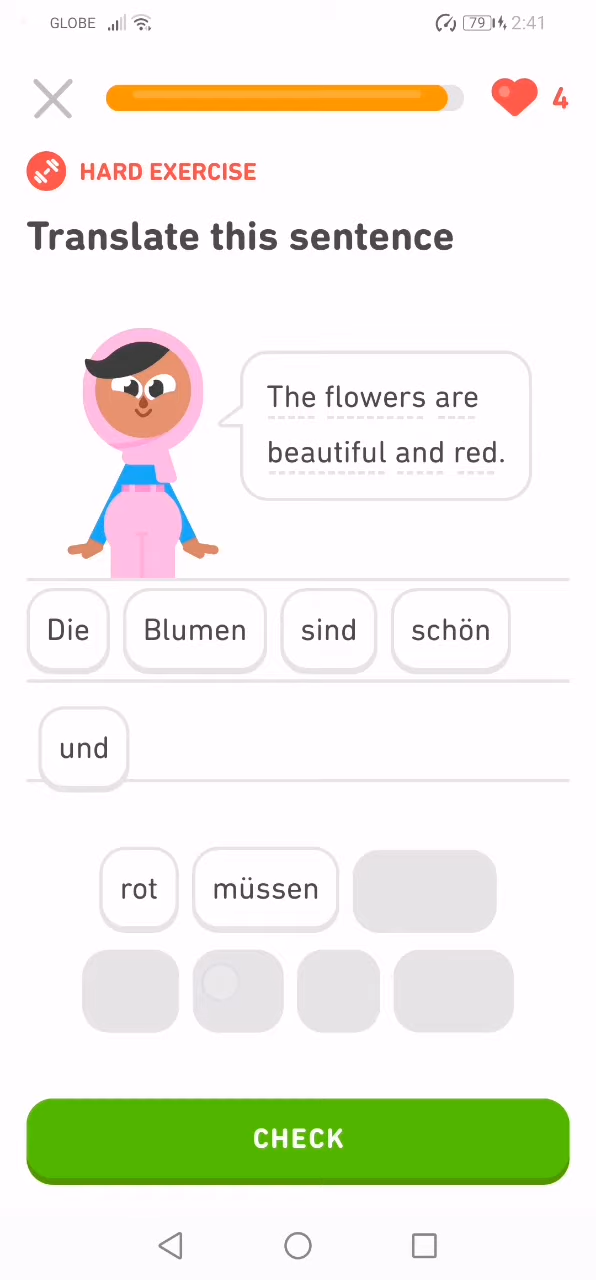 GLOBE 79 2:41
4
HARD EXERCISE
Translate this sentence
The flowers are
beautiful and red.
Die Blumen sind schön
und
rot müssen
CHECK